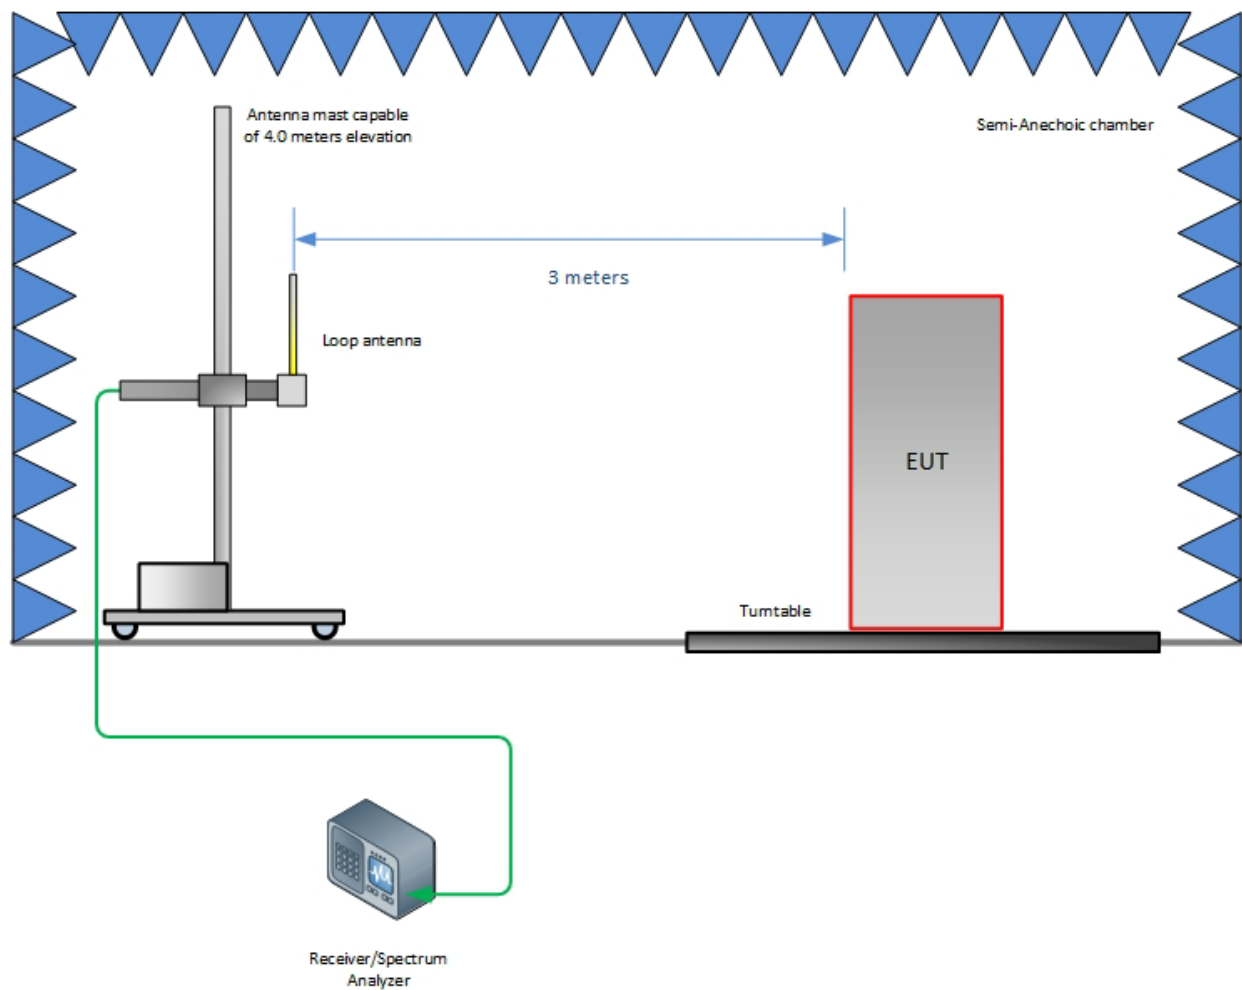 Antenna mast capable
of 4.0 meters elevation
Semi-Anechoic chamber
3 meters
Loop antenna
EUT
Turntable
Receiver/Spectrum
Analyzer